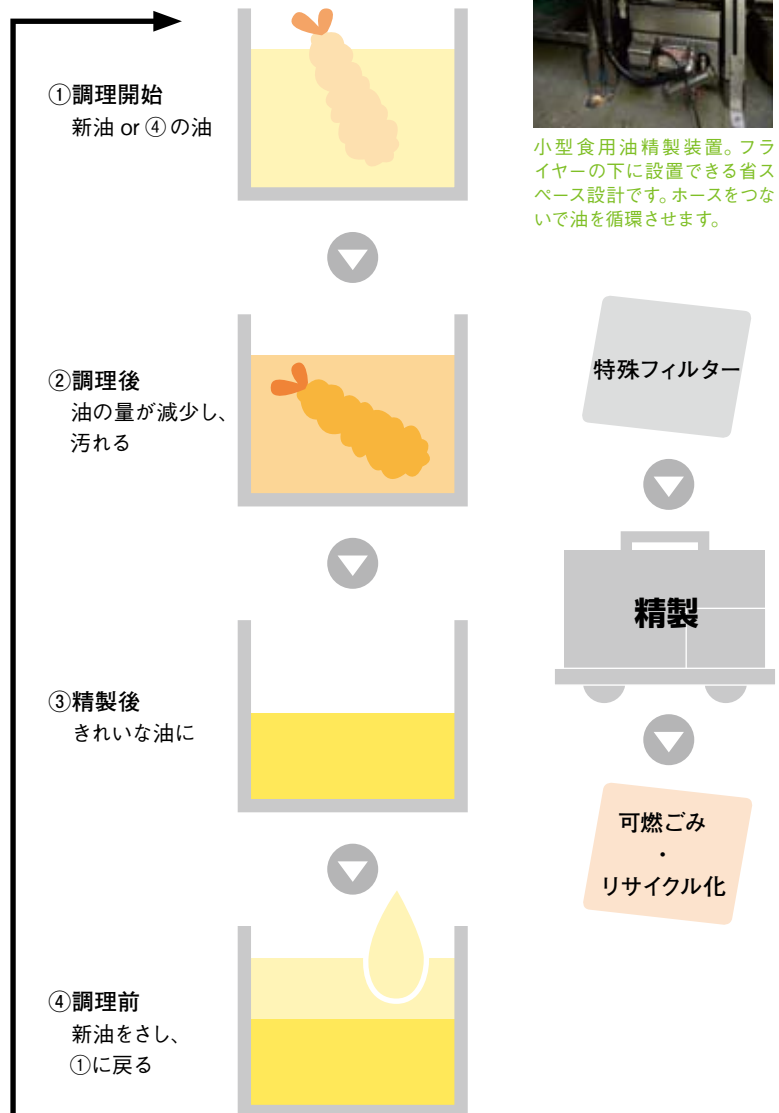 ①調理開始
新油 or ④の油
小型食用油精製装置。フラ
イヤーの下に設置できる省ス
ペース設計です。ホースをつな
いで油を循環させます。
②調理後
油の量が減少し、
汚れる
③精製後
きれいな油に
④調理前
新油をさし、
①に戻る
特殊フィルター
精製
可燃ごみ
・
リサイクル化